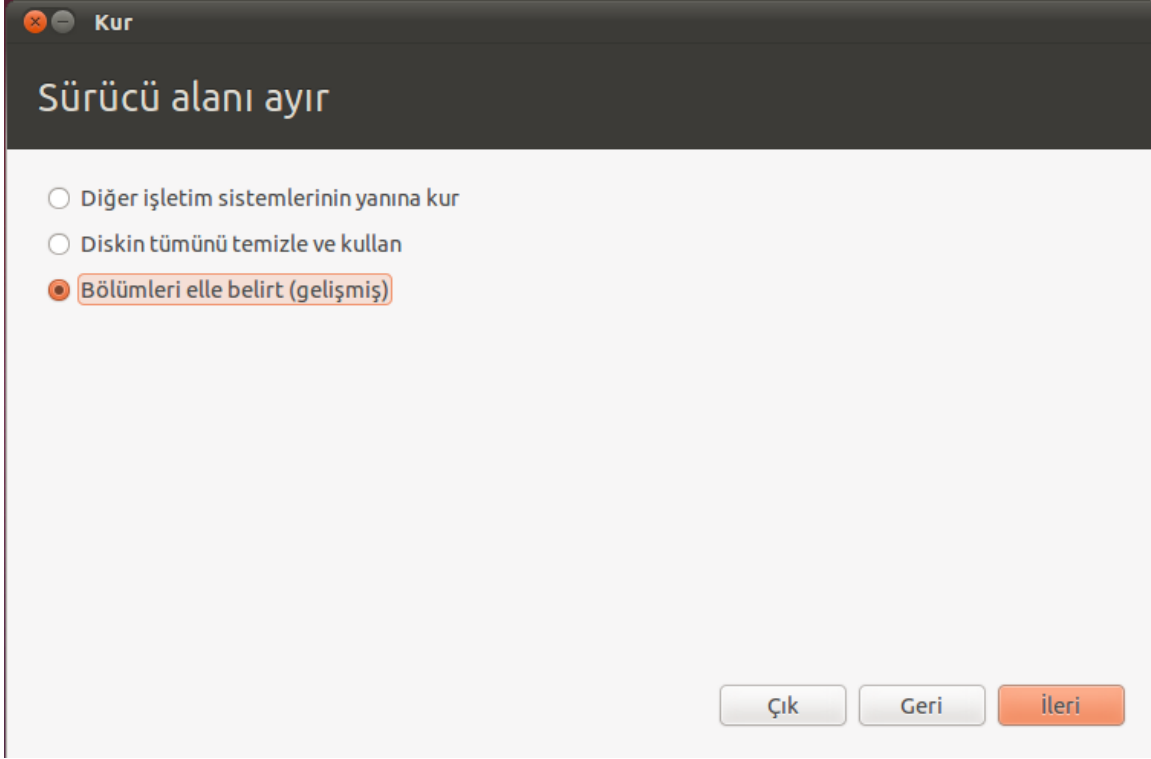 Kur
Sürücü alanı ayır
Diğer işletim sistemlerinin yanına kur
Diskin tümünü temizle ve kullan
Bölümleri elle belirt (gelişmiş)
Çık
Geri
İleri